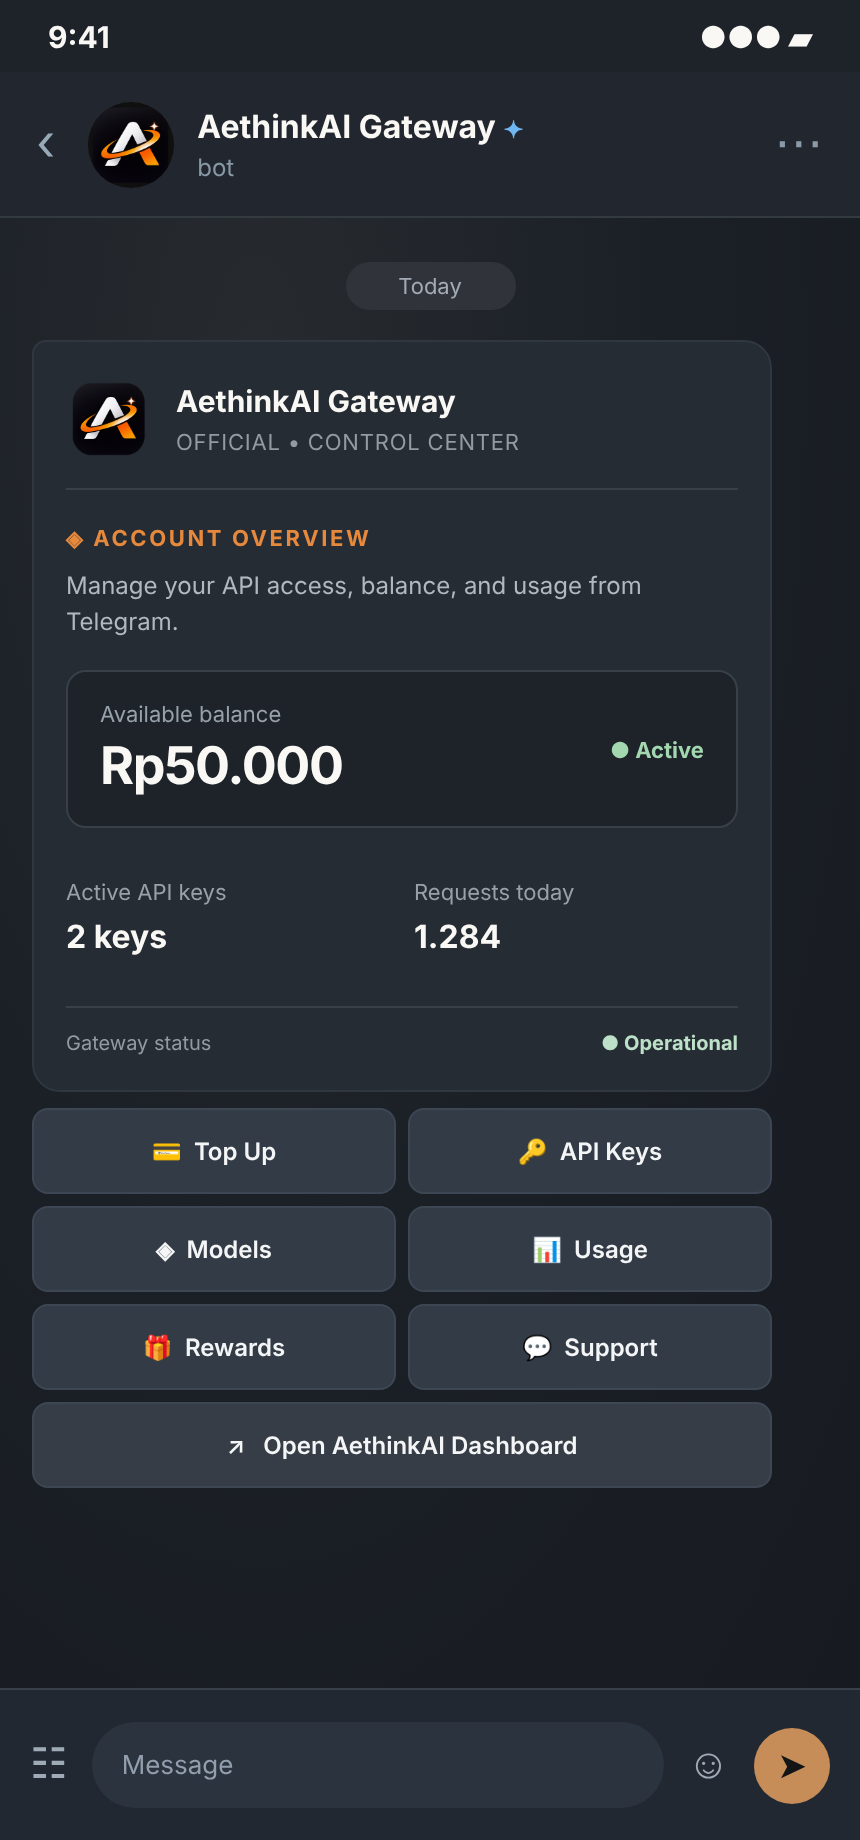 9:41
AethinkAI Gateway
bot
Today
AethinkAI Gateway
OFFICIAL • CONTROL CENTER
ACCOUNT OVERVIEW
Manage your API access, balance, and usage from
Telegram.
Available balance
Rp50.000
Active
Active API keys
Requests today
2 keys
1.284
Gateway status
Operational
Top Up
API Keys
Models
Usage
Rewards
Support
Open AethinkAI Dashboard
Message